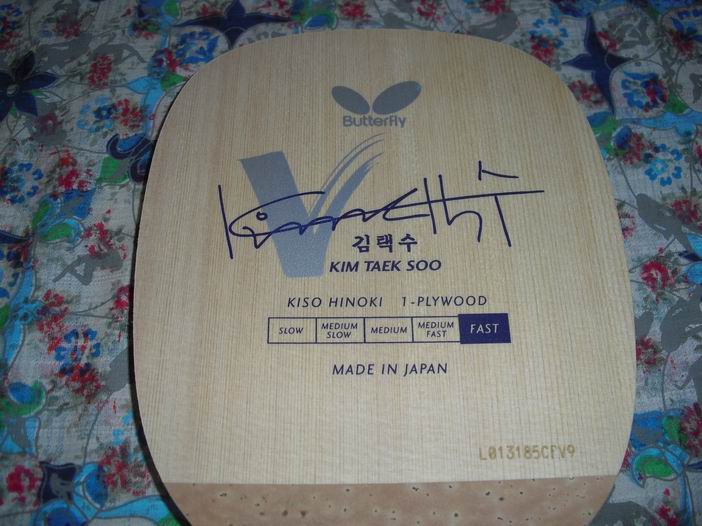 Butterfly
김택수
KIM TAEK SOO
KISO HINOKI 1-PLYWOOD
SLOW MEDIUM SLOW MEDIUM MEDIUM FAST FAST
MADE IN JAPAN
L013185CFV9